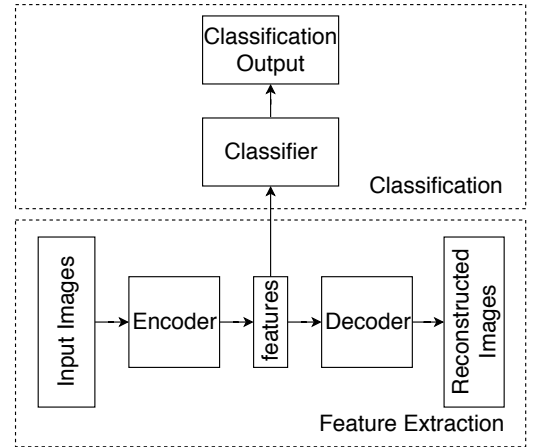 Classification
Output
Classifier
Classification
Input Images
Encoder
features
Decoder
Reconstructed
Images
Feature Extraction